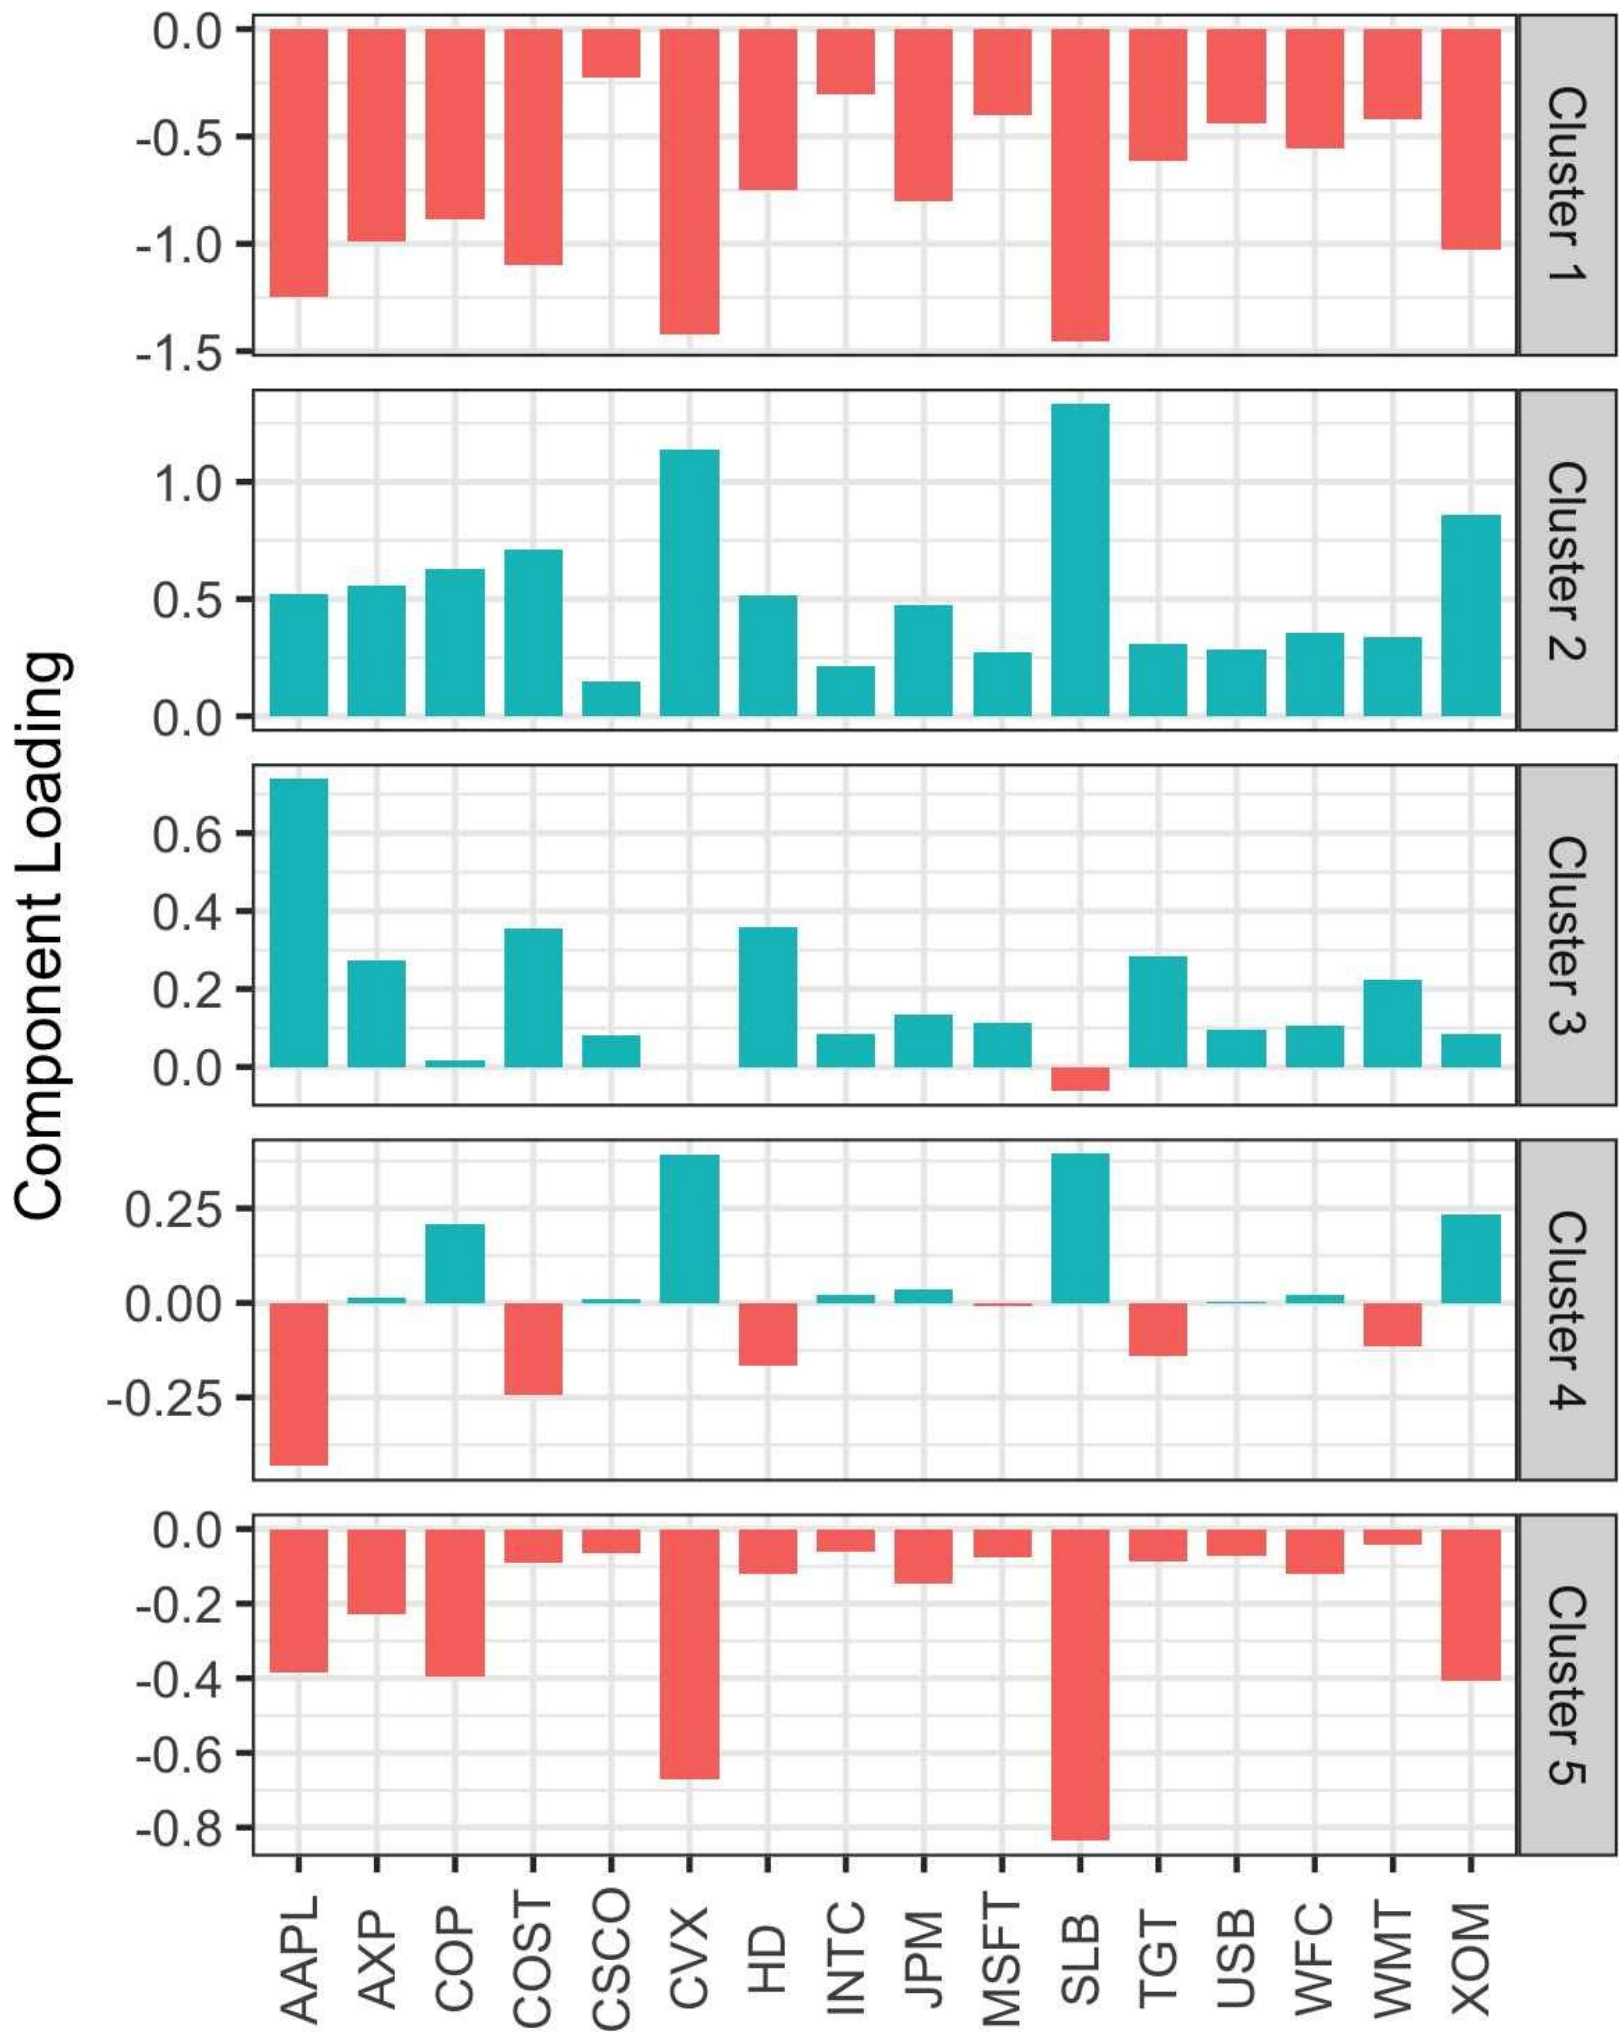 Component Loading
0.0
-0.5
-1.0
-1.5
Cluster 1
1.0
0.5
0.0
Cluster 2
0.6
0.4
0.2
0.0
Cluster 3
0.25
0.00
-0.25
Cluster 4
0.0
-0.2
-0.4
-0.6
-0.8
Cluster 5
AAPL
AXP
COP
COST
CSCO
CVX
HD
INTC
JPM
MSFT
SLB
TGT
USB
WFC
WMT
XOM